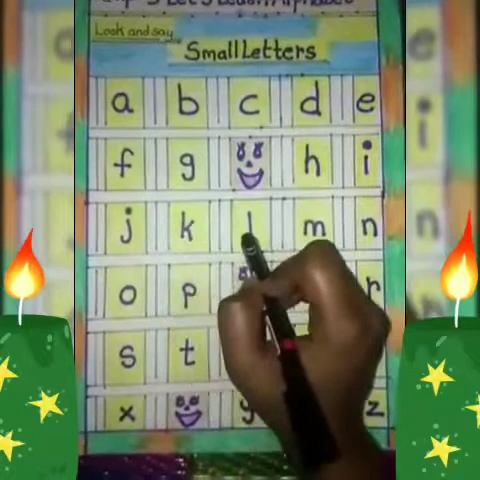 Look and say
Small Letters
a b c d e
f g h i
j k l m n
o p r
s t
x y z